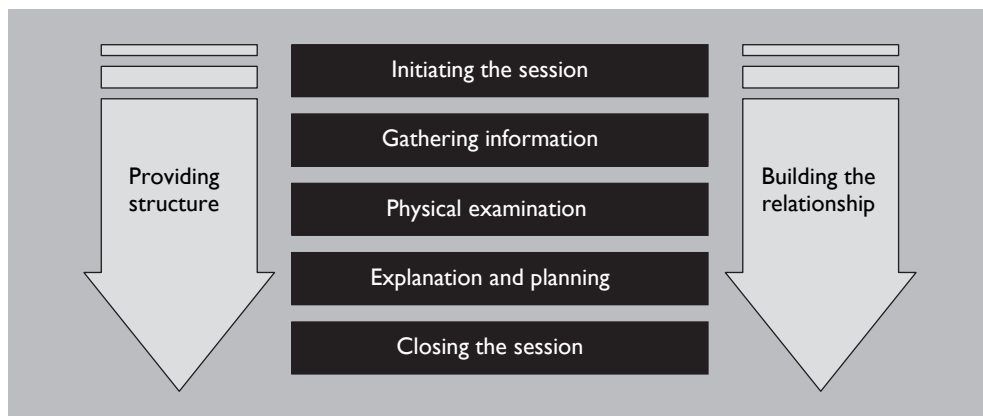 Initiating the session
Gathering information
Providing
structure
Physical examination
Building the
relationship
Explanation and planning
Closing the session